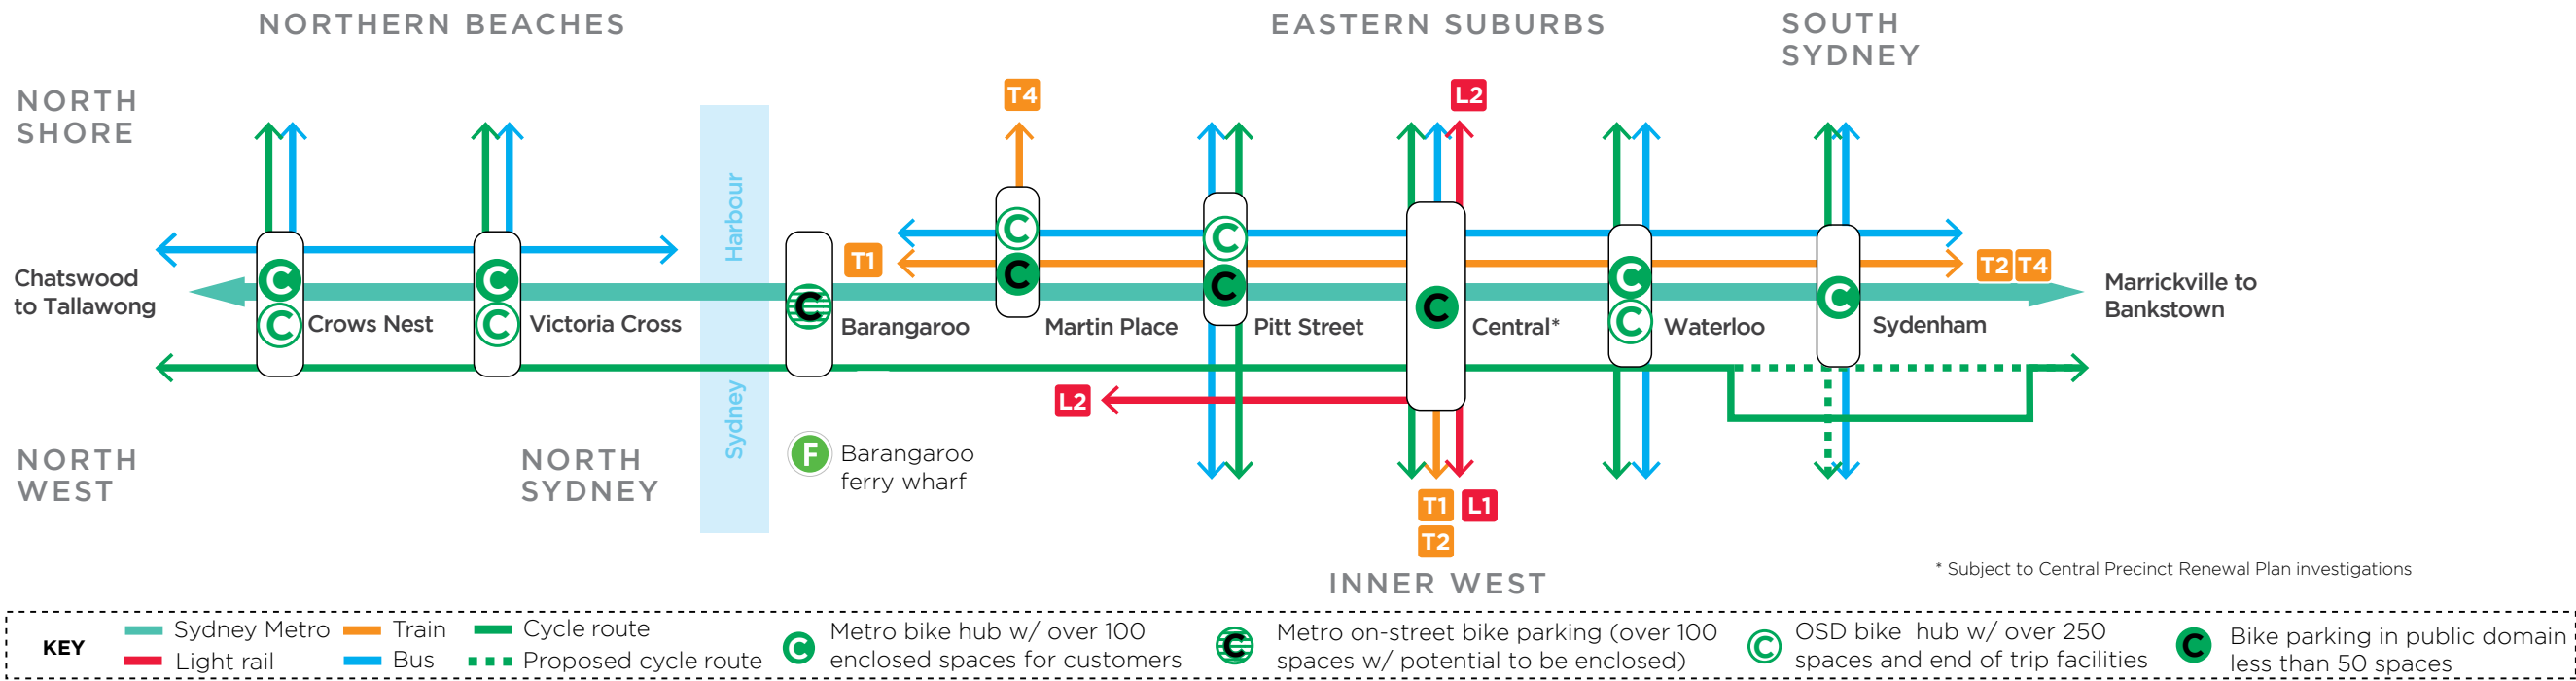 NORTHERN BEACHES
EASTERN SUBURBS
SOUTH
SYDNEY
NORTH
SHORE
T4
L2
Harbour
T1
T2 T4
C
C
C
C
C
C
C
C
C
C
C
C
C
Chatswood
to Tallawong
Crows Nest
Victoria Cross
Barangaroo
Martin Place
Pitt Street
Central*
Waterloo
Sydenham
Marrickville to
Bankstown
Sydney
L2
NORTH
WEST
NORTH
SYDNEY
F
Barangaroo
ferry wharf
T1
L1
T2
INNER WEST
* Subject to Central Precinct Renewal Plan investigations
KEY
Sydney Metro
Light rail
Train
Bus
Cycle route
Proposed cycle route
C
Metro bike hub w/ over 100
enclosed spaces for customers
C
Metro on-street bike parking (over 100
spaces w/ potential to be enclosed)
C
OSD bike hub w/ over 250
spaces and end of trip facilities
C
Bike parking in public domain
less than 50 spaces